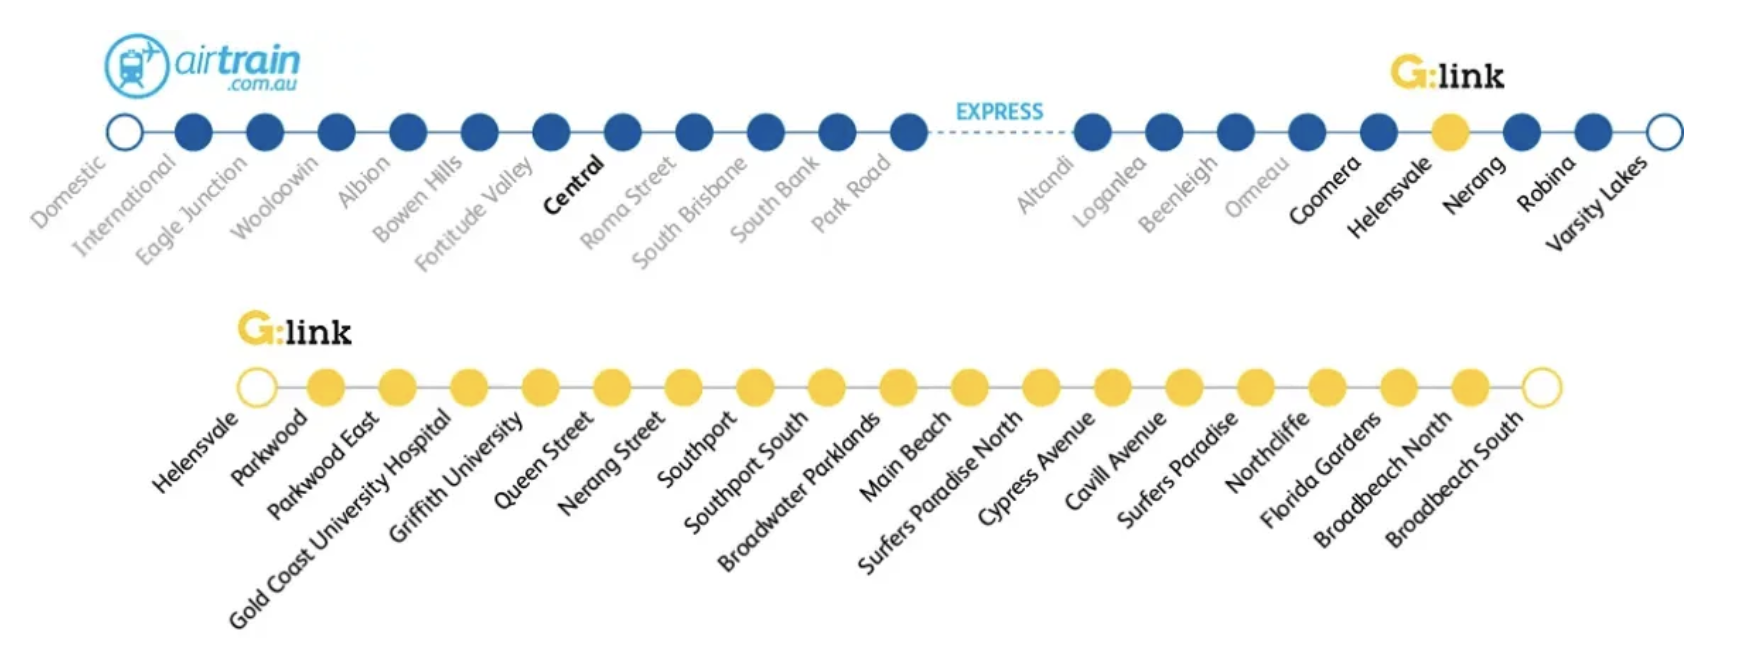 airtrain
.com.au
EXPRESS
G:link
Domestic
International
Eagle Junction
Wooloowin
Albion
Bowen Hills
Fortitude Valley
Central
Roma Street
South Brisbane
South Bank
Park Road
Altandi
Loganlea
Beenleigh
Ormeau
Coomera
Helensvale
Nerang
Robina
Varsity Lakes
G:link
Helensvale
Parkwood
Parkwood East
Gold Coast University Hospital
Griffith University
Queen Street
Nerang Street
Southport
Southport South
Broadwater Parklands
Main Beach
Surfers Paradise North
Cypress Avenue
Cavill Avenue
Surfers Paradise
Northcliffe
Florida Gardens
Broadbeach North
Broadbeach South